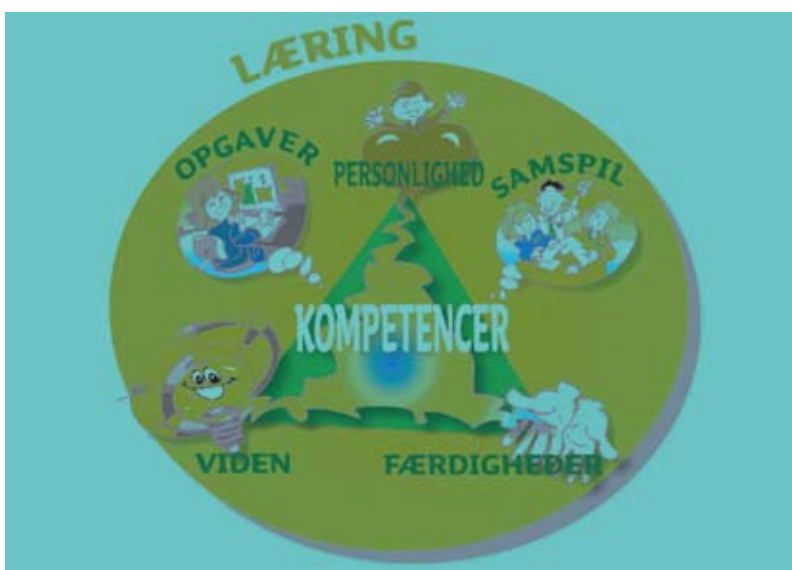 LÆRING
OPGAVER
PERSONLIGHED
SAMSPIL
KOMPETENCER
VIDEN
FÆRDIGHEDER